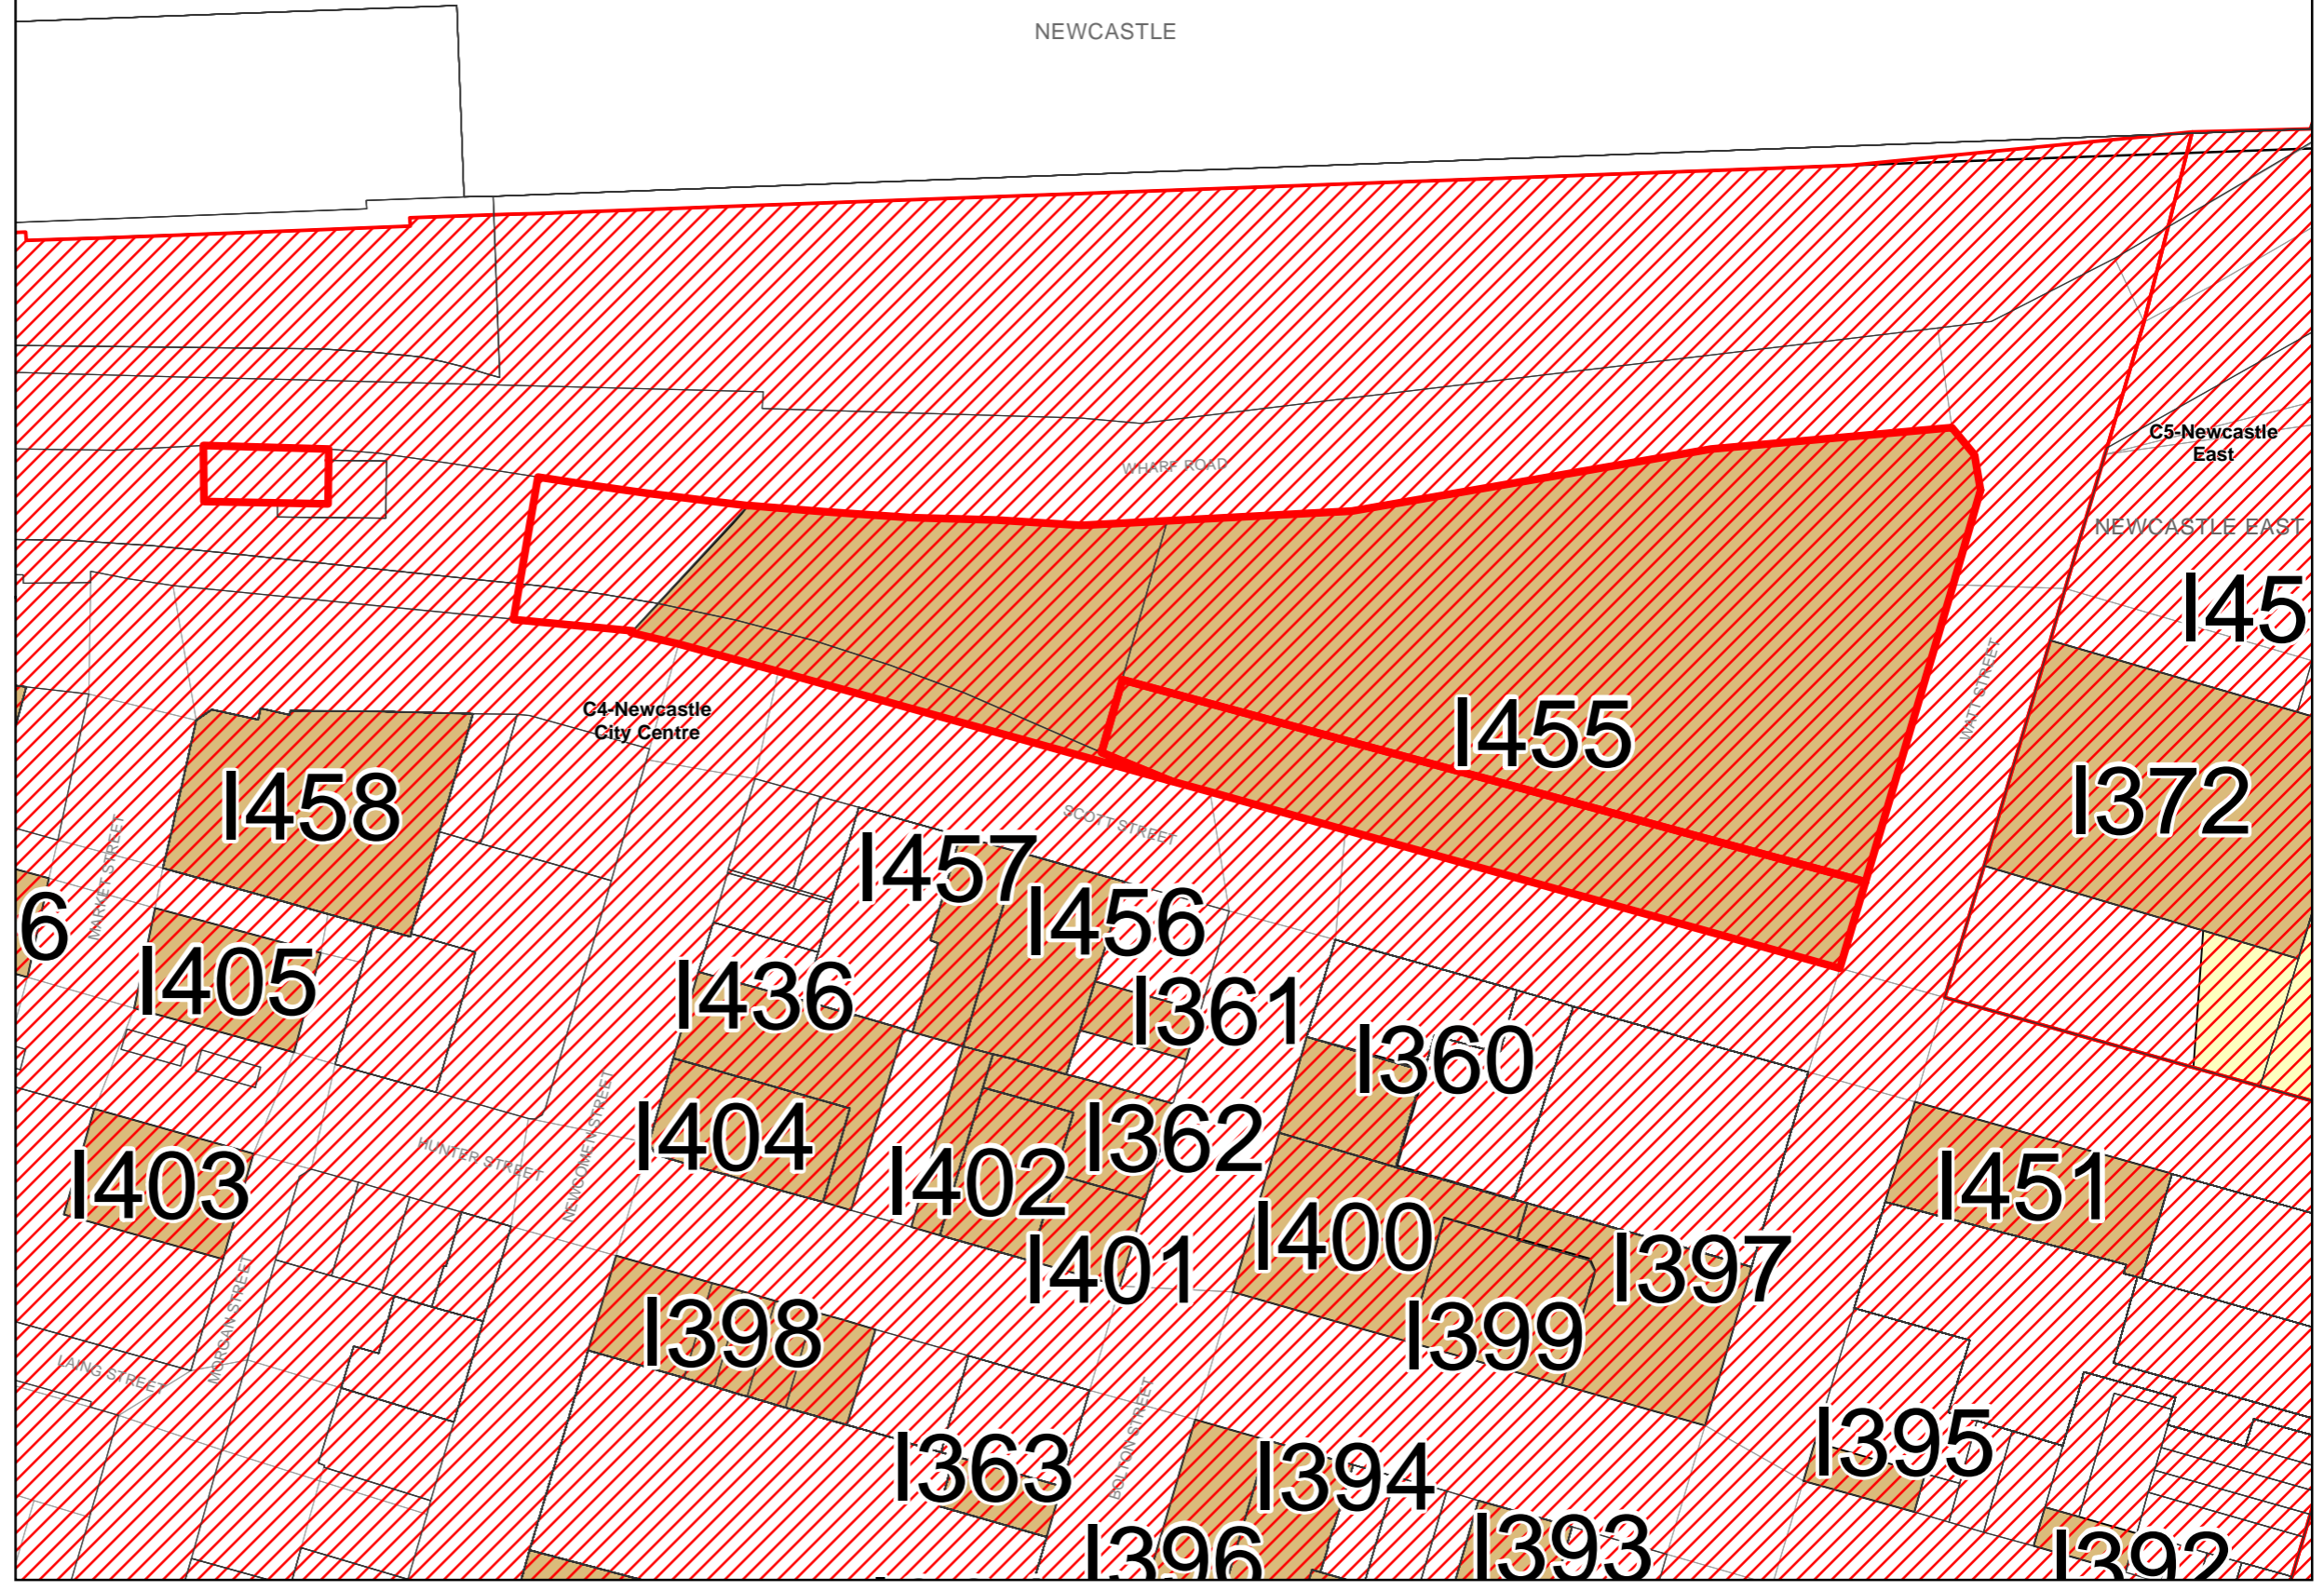 NEWCASTLE
C5-Newcastle
East
WHARF ROAD
NEWCASTLE EAST
I45
WATT STREET
I455
C4-Newcastle
City Centre
I458
I372
SCOTT STREET
MARKET STREET
I457
I456
6
I405
I436
I361
I360
I404
I362
HUNTER STREET
NEWCOMEN STREET
I403
I402
I451
I400
I401
I397
I398
I399
MORGAN STREET
LAING STREET
BOLTON STREET
I363
I394
I395
I396
I393
I392